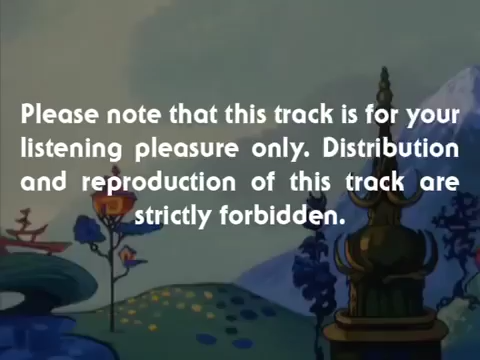 Please note that this track is for your
listening pleasure only. Distribution
and reproduction of this track are
strictly forbidden.